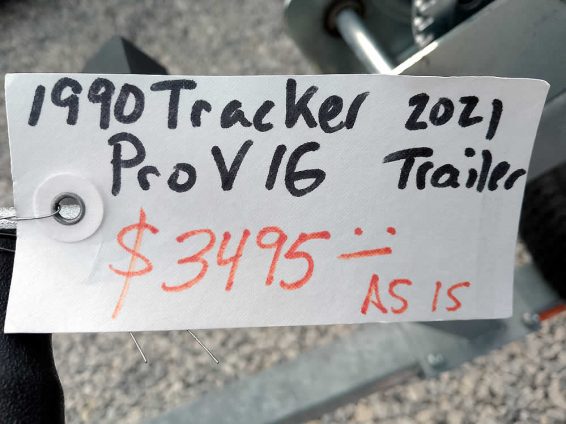 1990 Tracker 2021
Pro V 16 Trailer
$3495.--
AS IS